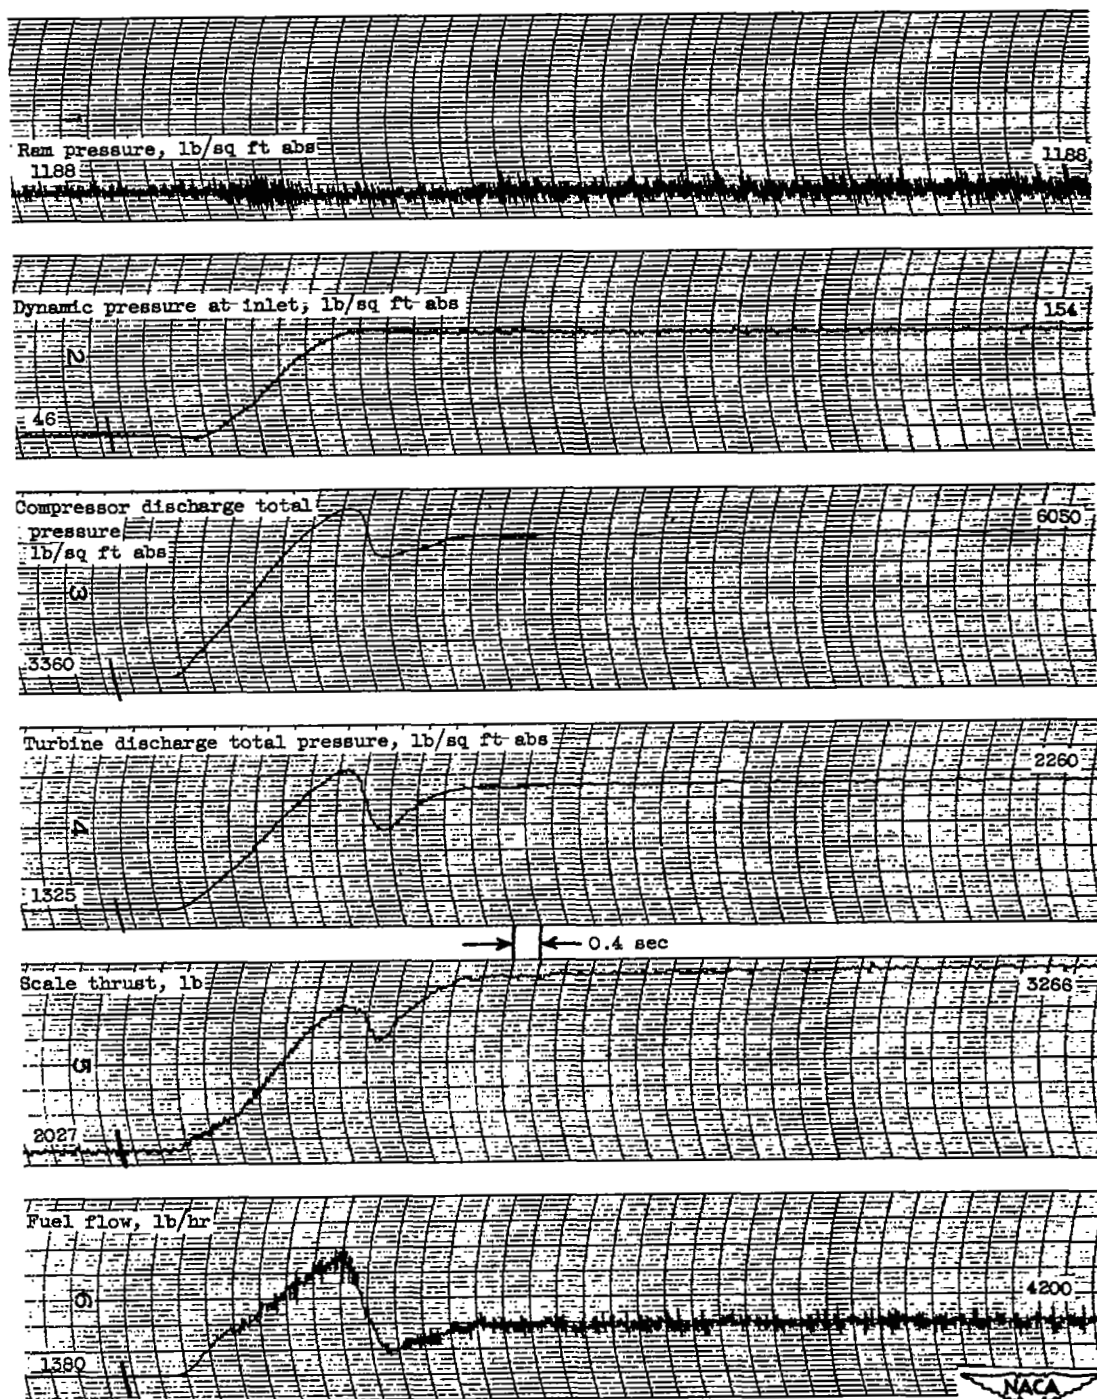 1
Ram pressure, lb/sq ft abs
1188
1188
Dynamic pressure at inlet, lb/sq ft abs
154
2
46
Compressor discharge total
pressure
lb/sq ft abs
6050
3
3360
Turbine discharge total pressure, lb/sq ft abs
2260
4
1325
0.4 sec
Scale thrust, lb
3266
5
2027
Fuel flow, lb/hr
4200
6
1380
NACA